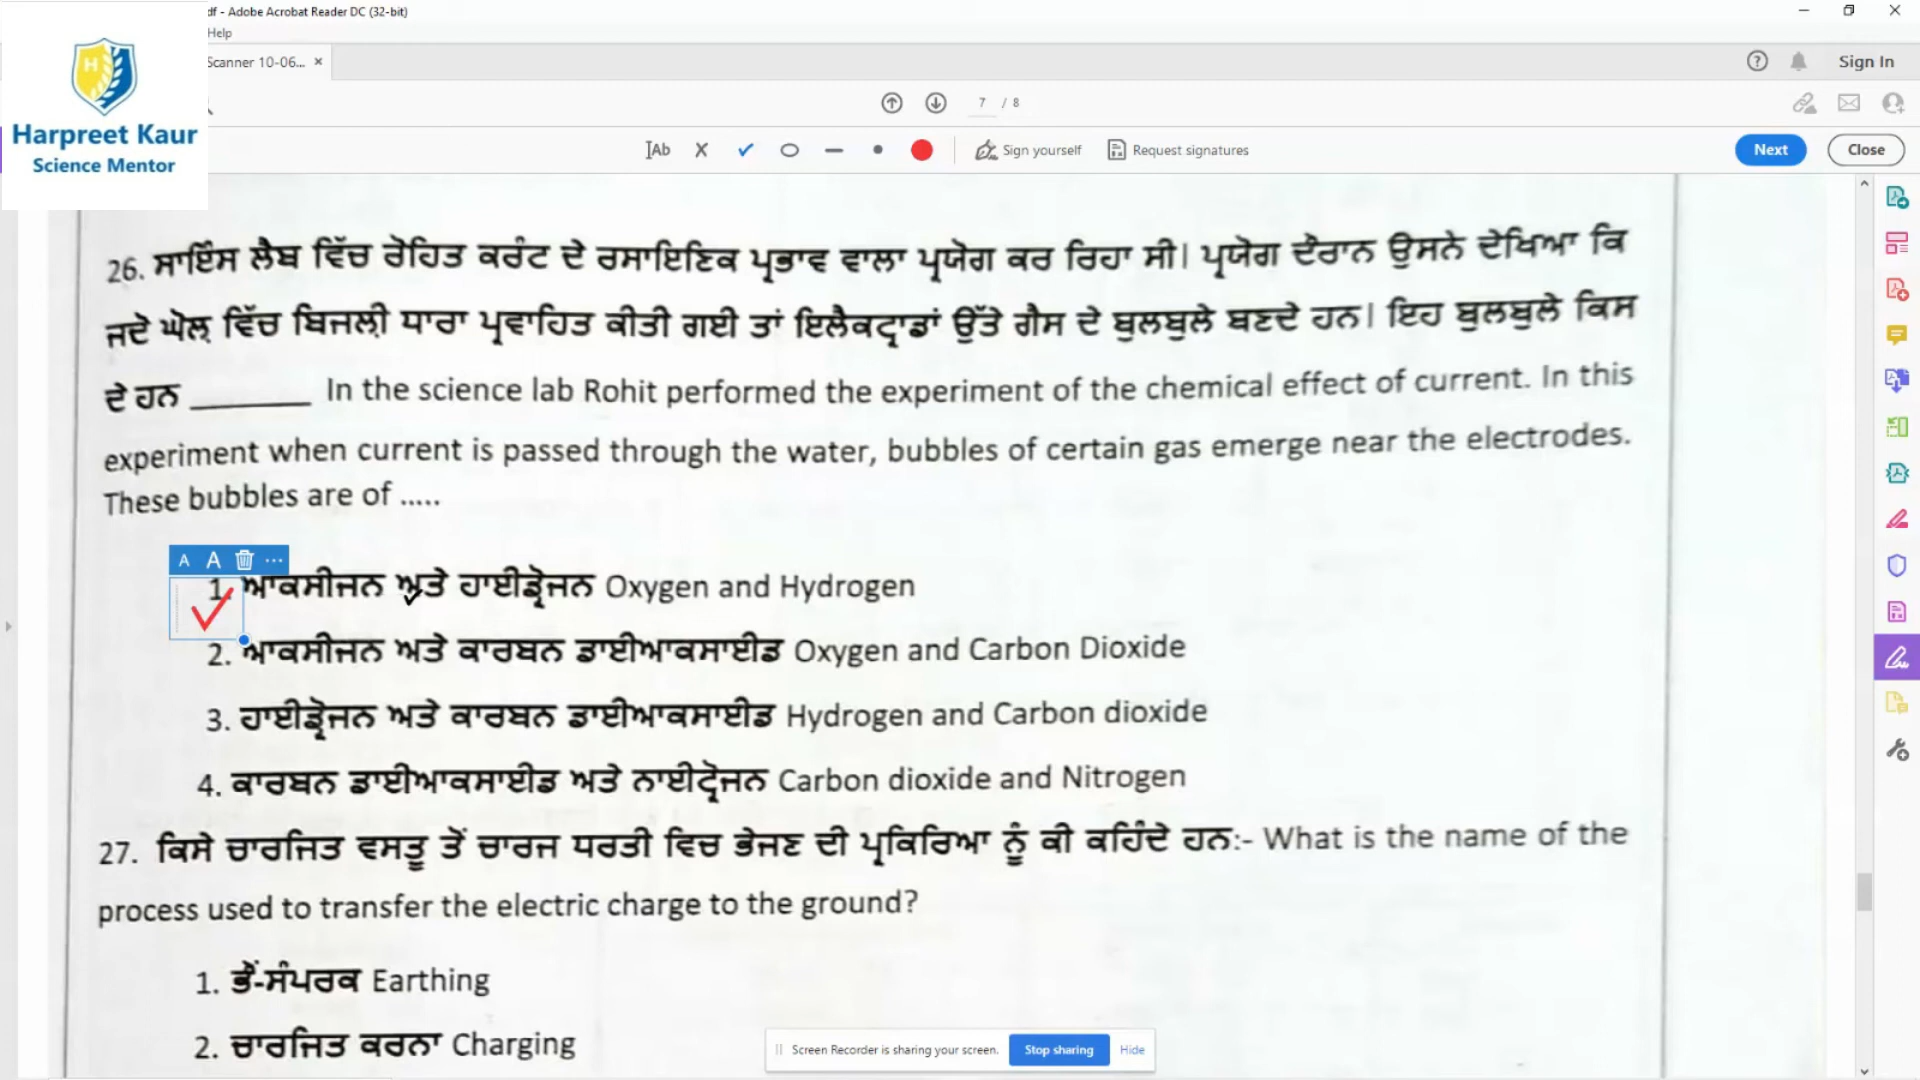 df - Adobe Acrobat Reader DC (32-bit)
Help
Scanner 10-06...
Sign In
H
Harpreet Kaur
Science Mentor
7 / 8
Ab
Sign yourself
Request signatures
Next
Close
26. ਸਾਇੰਸ ਲੈਬ ਵਿੱਚ ਰੋਹਿਤ ਕਰੰਟ ਦੇ ਰਸਾਇਣਿਕ ਪ੍ਰਭਾਵ ਵਾਲਾ ਪ੍ਰਯੋਗ ਕਰ ਰਿਹਾ ਸੀ। ਪ੍ਰਯੋਗ ਦੌਰਾਨ ਉਸਨੇ ਦੇਖਿਆ ਕਿ
ਜਦੋ ਘੋਲ਼ ਵਿੱਚ ਬਿਜਲੀ ਧਾਰਾ ਪ੍ਰਵਾਹਿਤ ਕੀਤੀ ਗਈ ਤਾਂ ਇਲੈਕਟ੍ਰਾਡਾਂ ਉੱਤੇ ਗੈਸ ਦੇ ਬੁਲਬੁਲੇ ਬਣਦੇ ਹਨ। ਇਹ ਬੁਲਬੁਲੇ ਕਿਸ
ਦੇ ਹਨ ________ In the science lab Rohit performed the experiment of the chemical effect of current. In this
experiment when current is passed through the water, bubbles of certain gas emerge near the electrodes.
These bubbles are of .....
A A ...
1. ਆਕਸੀਜਨ ਅਤੇ ਹਾਈਡ੍ਰੋਜਨ Oxygen and Hydrogen
2. ਆਕਸੀਜਨ ਅਤੇ ਕਾਰਬਨ ਡਾਈਆਕਸਾਈਡ Oxygen and Carbon Dioxide
3. ਹਾਈਡ੍ਰੋਜਨ ਅਤੇ ਕਾਰਬਨ ਡਾਈਆਕਸਾਈਡ Hydrogen and Carbon dioxide
4. ਕਾਰਬਨ ਡਾਈਆਕਸਾਈਡ ਅਤੇ ਨਾਈਟ੍ਰੋਜਨ Carbon dioxide and Nitrogen
27. ਕਿਸੇ ਚਾਰਜਿਤ ਵਸਤੂ ਤੋਂ ਚਾਰਜ ਧਰਤੀ ਵਿਚ ਭੇਜਣ ਦੀ ਪ੍ਰਕਿਰਿਆ ਨੂੰ ਕੀ ਕਹਿੰਦੇ ਹਨ:- What is the name of the
process used to transfer the electric charge to the ground?
1. ਭੌਂ-ਸੰਪਰਕ Earthing
2. ਚਾਰਜਿਤ ਕਰਨਾ Charging
Screen Recorder is sharing your screen. Stop sharing Hide